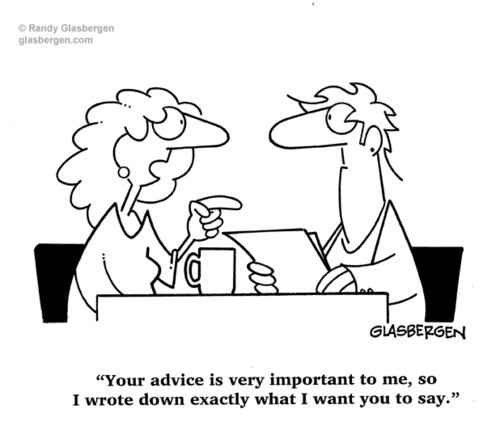 © Randy Glasbergen
glasbergen.com
GLASBERGEN
“Your advice is very important to me, so
I wrote down exactly what I want you to say.”